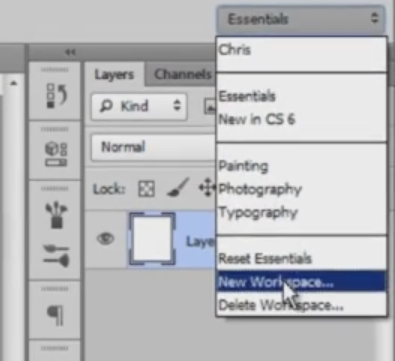 Essentials
Chris
Layers Channels
Essentials
Kind
New in CS 6
Normal
Painting
Lock:
Photography
Typography
Laye
Reset Essentials
New Workspace...
Delete Workspace...